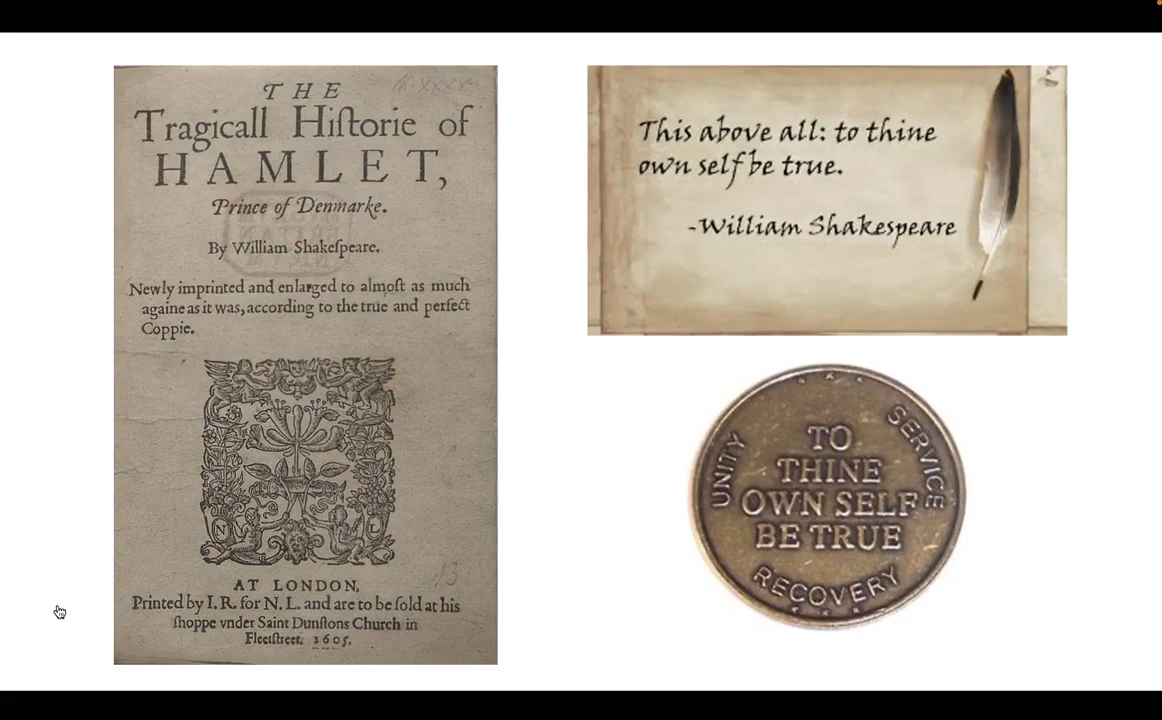 THE
Tragicall Hiſtorie of
HAMLET,
Prince of Denmarke.
By William Shakeſpeare.
Newly imprinted and enlarged to almoſt as much
againe as it was, according to the true and perfect
Coppie.
N L
AT LONDON,
Printed by I. R. for N. L. and are to be ſold at his
ſhoppe vnder Saint Dunſtons Church in
Fleetſtreet. 1605.
This above all: to thine
own self be true.
-William Shakespeare
UNITY
SERVICE
TO
THINE
OWN SELF
BE TRUE
RECOVERY